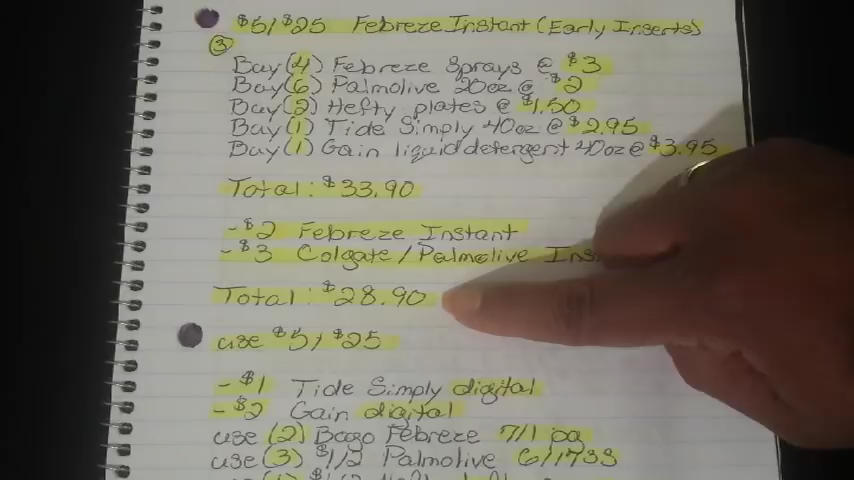 $5/$25 Febreze Instant (Early Inserts)
3
Buy (4) Febreze Sprays @ $3
Buy (6) Palmolive 20oz @ $2
Buy (2) Hefty plates @ $1.50
Buy (1) Tide Simply 40oz @ $2.95
Buy (1) Gain liquid detergent 40oz @ $3.95
Total: $33.90
-$2 Febreze Instant
-$3 Colgate/Palmolive Ins
Total: $28.90
use $5/$25
-$1 Tide Simply digital
-$2 Gain digital
use (2) Bogo Febreze 7/1 pg
use (3) $1/2 Palmolive 6/17SS